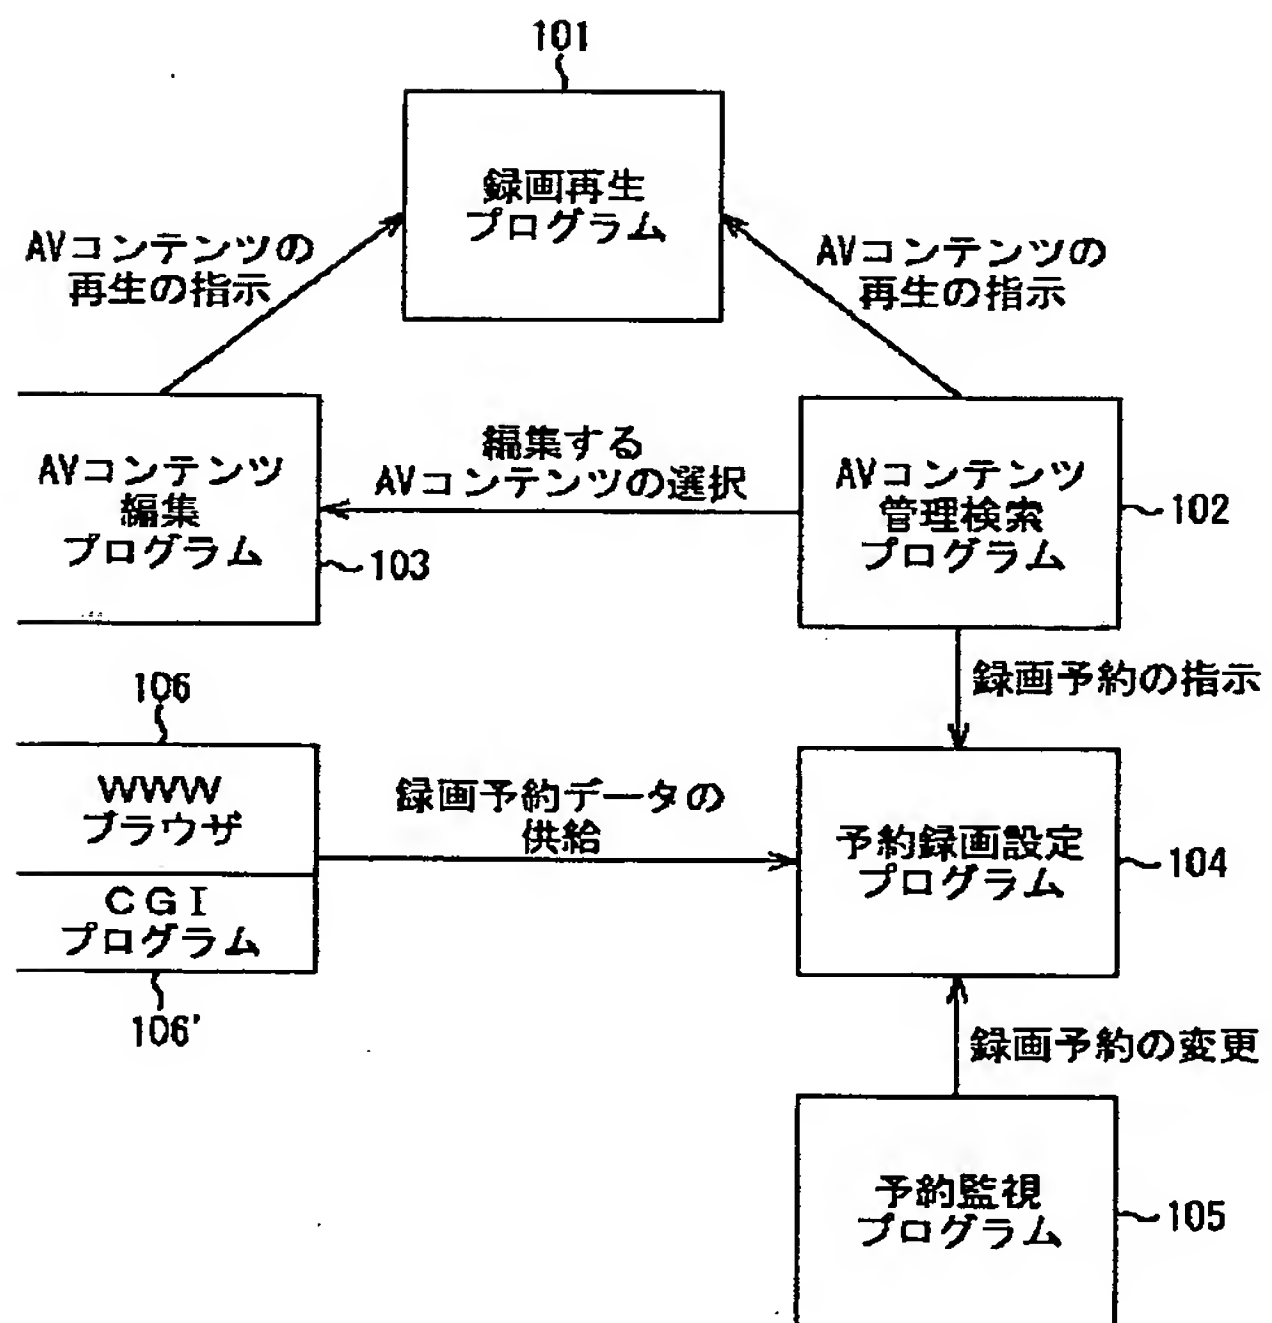 101
録画再生
プログラム
AVコンテンツの
再生の指示
AVコンテンツの
再生の指示
AVコンテンツ
編集
プログラム
103
編集する
AVコンテンツの選択
AVコンテンツ
管理検索
プログラム
102
録画予約の指示
106
WWW
ブラウザ
CGI
プログラム
106'
録画予約データの
供給
予約録画設定
プログラム
104
録画予約の変更
予約監視
プログラム
105